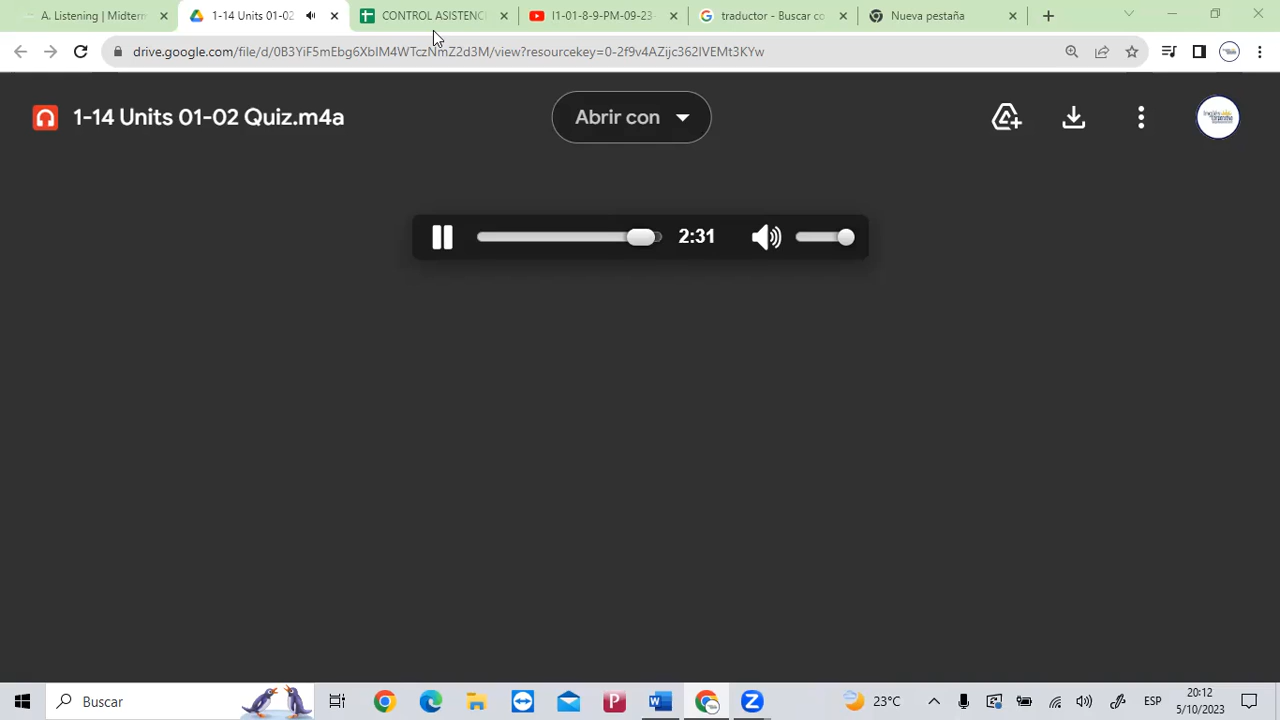 A. Listening | Midterm
1-14 Units 01-02
CONTROL ASISTENC
I1-01-8-9-PM-09-23-
traductor - Buscar co
Nueva pestaña
drive.google.com/file/d/0B3YiF5mEbg6XbIM4WTczNmZ2d3M/view?resourcekey=0-2f9v4AZijc362IVEMt3KYw
1-14 Units 01-02 Quiz.m4a
Abrir con
2:31
Buscar
23°C
ESP
20:12
5/10/2023